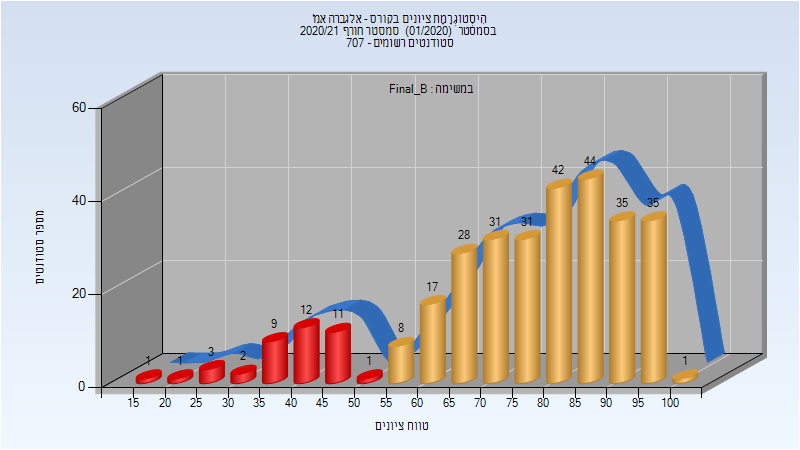 היסטוגרמת ציונים בקורס - אלגברה אמ'
בסמסטר (01/2020) סמסטר חורף 2020/21
סטודנטים רשומים - 707
במשימה : Final_B
מספר סטודנטים
60
40
20
0
1 1 3 2 9 12 11 1 8 17 28 31 31 42 44 35 35 1
15 20 25 30 35 40 45 50 55 60 65 70 75 80 85 90 95 100
טווח ציונים